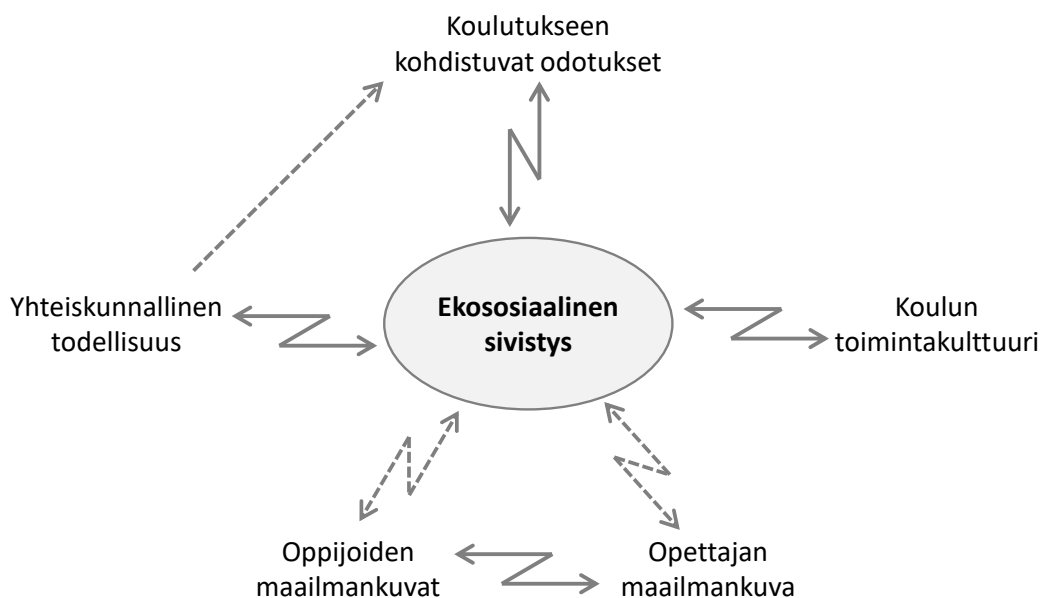 Koulutukseen
kohdistuvat odotukset
Yhteiskunnallinen
todellisuus
Ekososiaalinen
sivistys
Koulun
toimintakulttuuri
Oppijoiden
maailmankuvat
Opettajan
maailmankuva